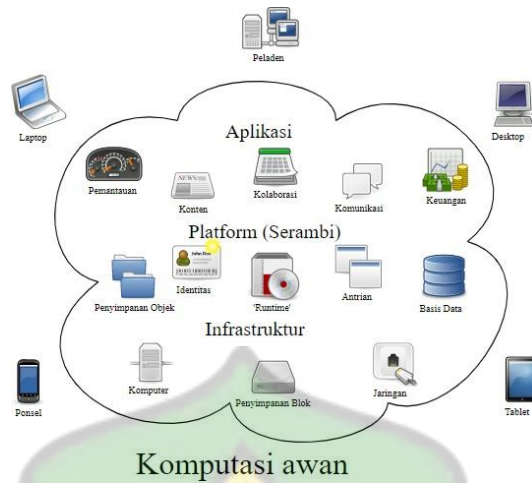 Peladen
Laptop
Desktop
Aplikasi
Pemantauan
NEWS
Konten
Kolaborasi
Komunikasi
Keuangan
Platform (Serambi)
Penyimpanan Objek
Identitas
'Runtime'
Antrian
Basis Data
Infrastruktur
Ponsel
Komputer
Penyimpanan Blok
Jaringan
Tablet
Komputasi awan